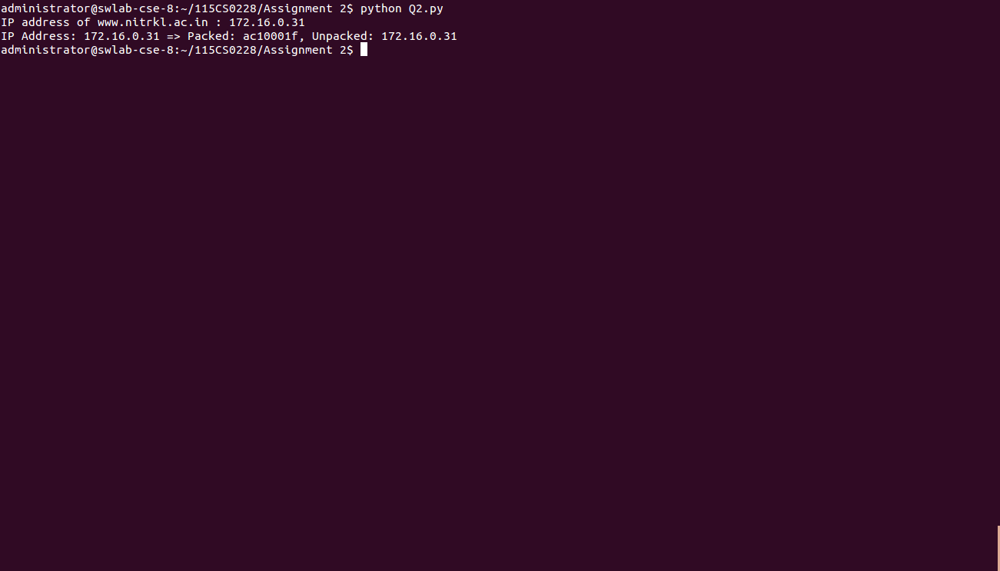 administrator@swlab-cse-8:~/115CS0228/Assignment 2$ python Q2.py
IP address of www.nitrkl.ac.in : 172.16.0.31
IP Address: 172.16.0.31 => Packed: ac10001f, Unpacked: 172.16.0.31
administrator@swlab-cse-8:~/115CS0228/Assignment 2$